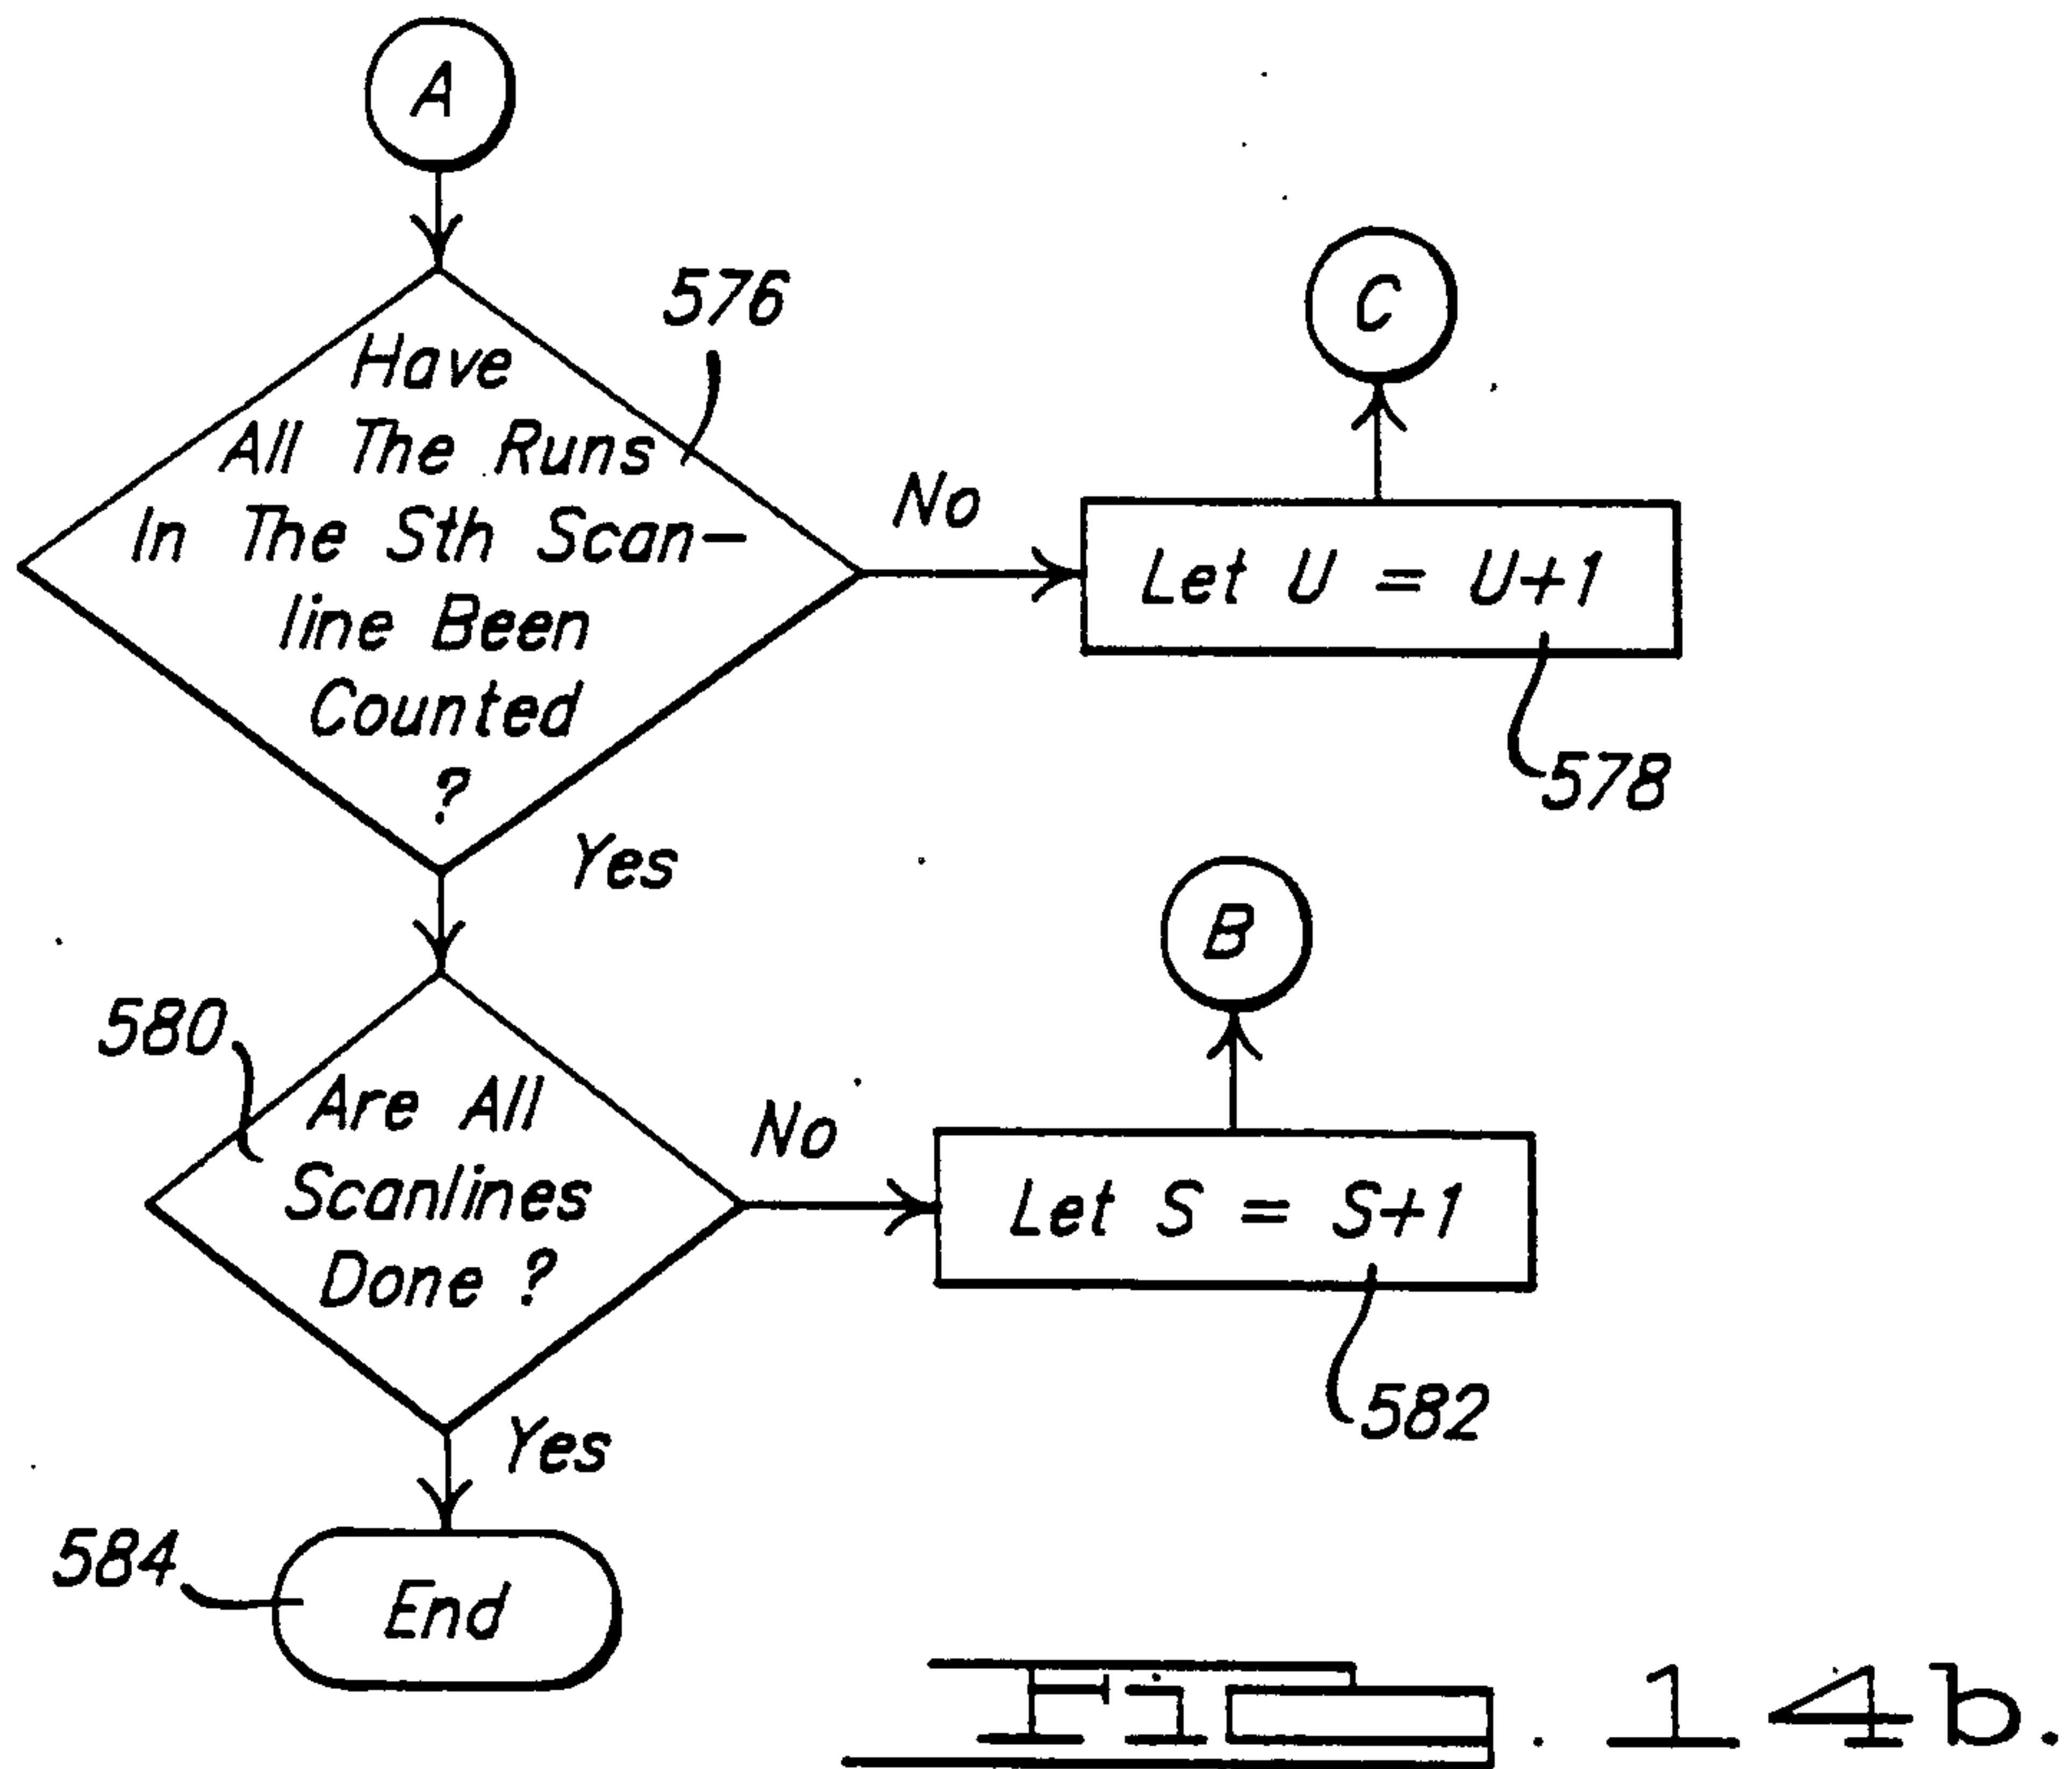 A
576
Have
All The Runs
In The Sth Scan-
line Been
Counted
?
No
Let U = U+1
578
C
Yes
580
Are All
Scanlines
Done ?
No
Let S = S+1
582
B
Yes
584
End
Fig. 14b.